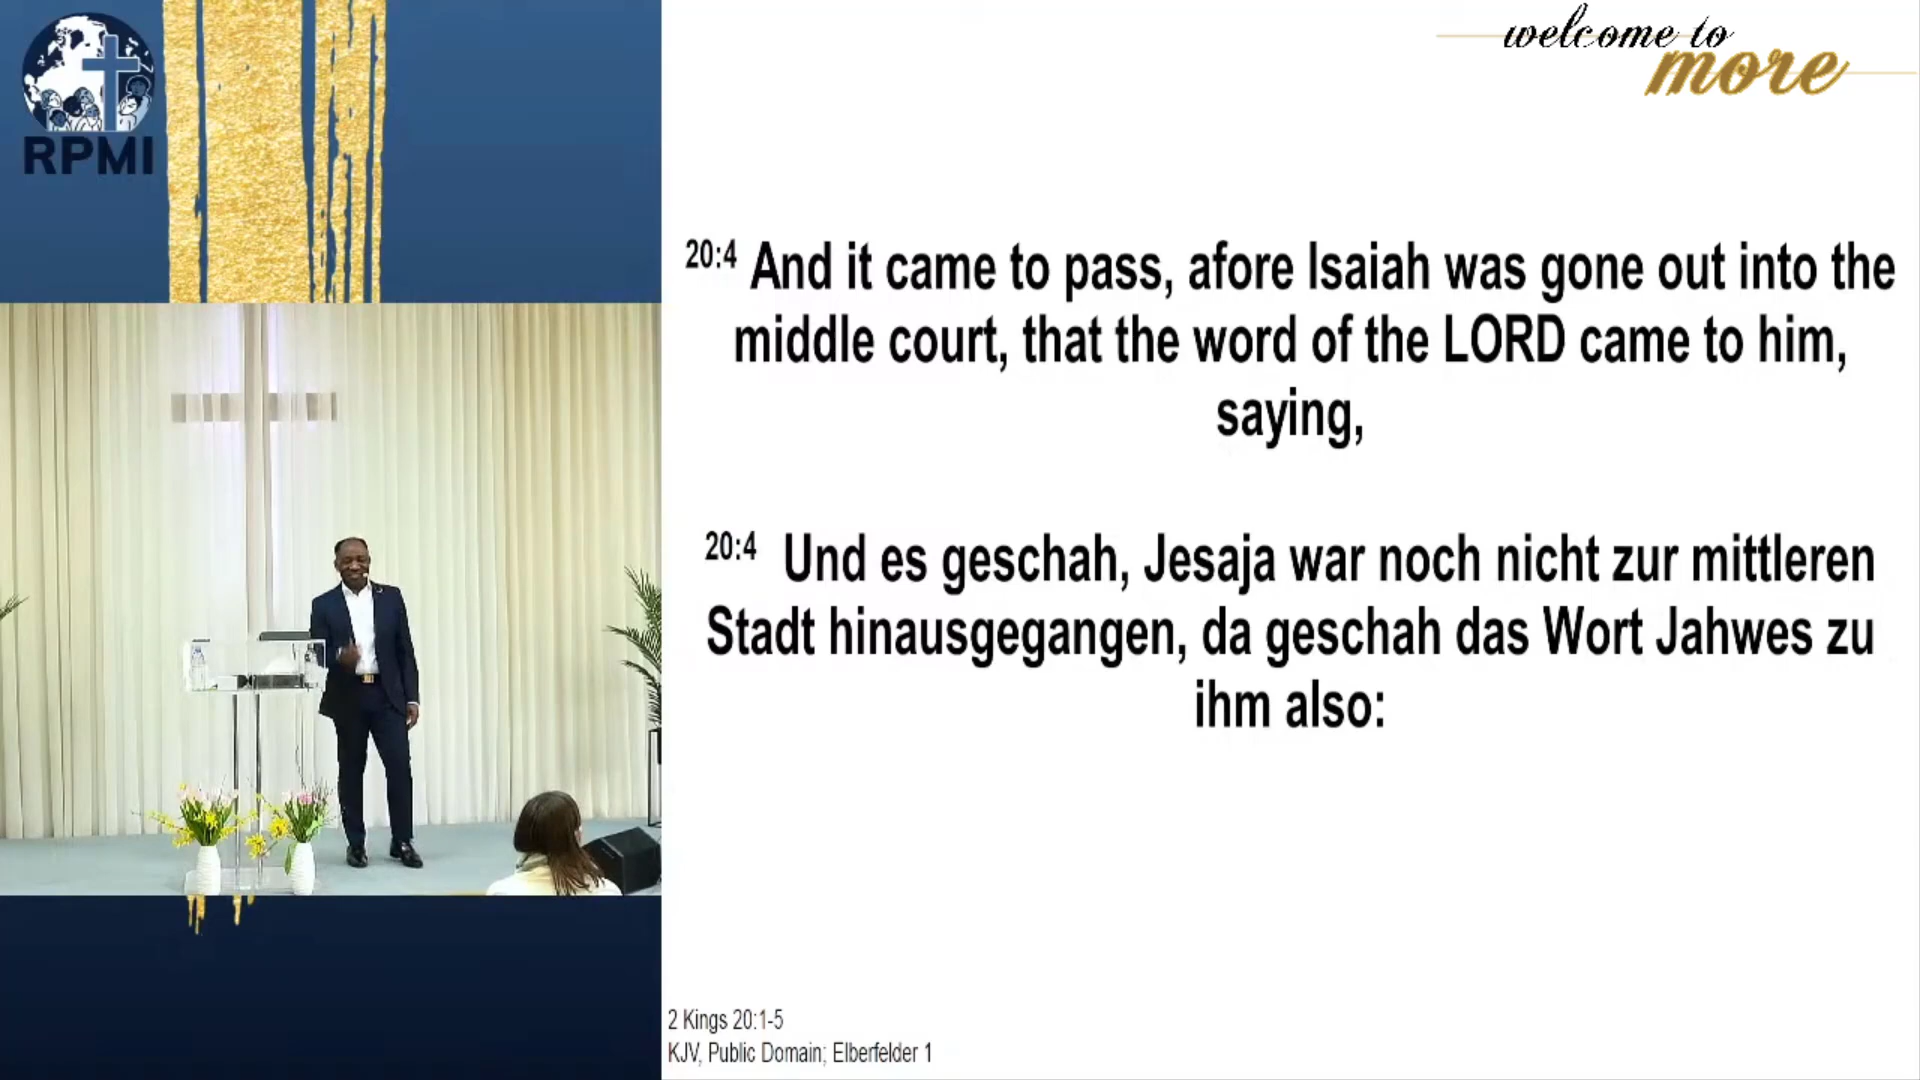 RPMI
welcome to
more
20:4 And it came to pass, afore Isaiah was gone out into the
middle court, that the word of the LORD came to him,
saying,
20:4 Und es geschah, Jesaja war noch nicht zur mittleren
Stadt hinausgegangen, da geschah das Wort Jahwes zu
ihm also:
2 Kings 20:1-5
KJV, Public Domain; Elberfelder 1